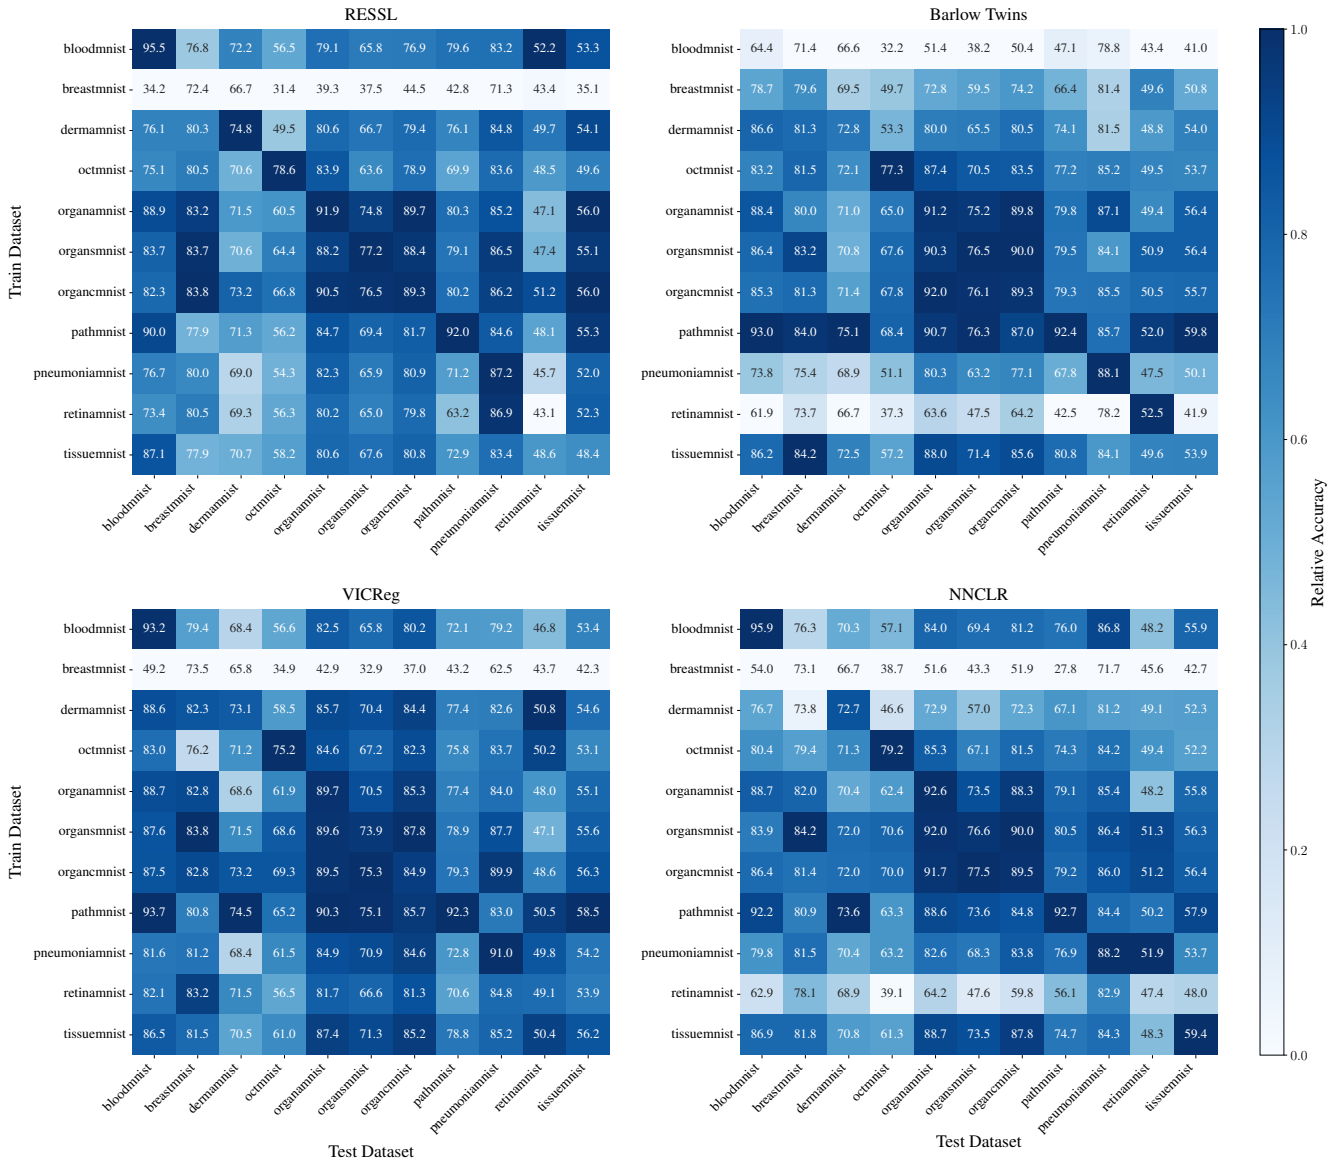 RESSL
Train Dataset
bloodmnist 95.5 76.8 72.2 56.5 79.1 65.8 76.9 79.6 83.2 52.2 53.3
breastmnist 34.2 72.4 66.7 31.4 39.3 37.5 44.5 42.8 71.3 43.4 35.1
dermamnist 76.1 80.3 74.8 49.5 80.6 66.7 79.4 76.1 84.8 49.7 54.1
octmnist 75.1 80.5 70.6 78.6 83.9 63.6 78.9 69.9 83.6 48.5 49.6
organamnist 88.9 83.2 71.5 60.5 91.9 74.8 89.7 80.3 85.2 47.1 56.0
organsmnist 83.7 83.7 70.6 64.4 88.2 77.2 88.4 79.1 86.5 47.4 55.1
organcmnist 82.3 83.8 73.2 66.8 90.5 76.5 89.3 80.2 86.2 51.2 56.0
pathmnist 90.0 77.9 71.3 56.2 84.7 69.4 81.7 92.0 84.6 48.1 55.3
pneumoniamnist 76.7 80.0 69.0 54.3 82.3 65.9 80.9 71.2 87.2 45.7 52.0
retinamnist 73.4 80.5 69.3 56.3 80.2 65.0 79.8 63.2 86.9 43.1 52.3
tissuemnist 87.1 77.9 70.7 58.2 80.6 67.6 80.8 72.9 83.4 48.6 48.4
bloodmnist breastmnist dermamnist octmnist organamnist organsmnist organcmnist pathmnist pneumoniamnist retinamnist tissuemnist
Barlow Twins
bloodmnist 64.4 71.4 66.6 32.2 51.4 38.2 50.4 47.1 78.8 43.4 41.0
breastmnist 78.7 79.6 69.5 49.7 72.8 59.5 74.2 66.4 81.4 49.6 50.8
dermamnist 86.6 81.3 72.8 53.3 80.0 65.5 80.5 74.1 81.5 48.8 54.0
octmnist 83.2 81.5 72.1 77.3 87.4 70.5 83.5 77.2 85.2 49.5 53.7
organamnist 88.4 80.0 71.0 65.0 91.2 75.2 89.8 79.8 87.1 49.4 56.4
organsmnist 86.4 83.2 70.8 67.6 90.3 76.5 90.0 79.5 84.1 50.9 56.4
organcmnist 85.3 81.3 71.4 67.8 92.0 76.1 89.3 79.3 85.5 50.5 55.7
pathmnist 93.0 84.0 75.1 68.4 90.7 76.3 87.0 92.4 85.7 52.0 59.8
pneumoniamnist 73.8 75.4 68.9 51.1 80.3 63.2 77.1 67.8 88.1 47.5 50.1
retinamnist 61.9 73.7 66.7 37.3 63.6 47.5 64.2 42.5 78.2 52.5 41.9
tissuemnist 86.2 84.2 72.5 57.2 88.0 71.4 85.6 80.8 84.1 49.6 53.9
bloodmnist breastmnist dermamnist octmnist organamnist organsmnist organcmnist pathmnist pneumoniamnist retinamnist tissuemnist
VICReg
Train Dataset
bloodmnist 93.2 79.4 68.4 56.6 82.5 65.8 80.2 72.1 79.2 46.8 53.4
breastmnist 49.2 73.5 65.8 34.9 42.9 32.9 37.0 43.2 62.5 43.7 42.3
dermamnist 88.6 82.3 73.1 58.5 85.7 70.4 84.4 77.4 82.6 50.8 54.6
octmnist 83.0 76.2 71.2 75.2 84.6 67.2 82.3 75.8 83.7 50.2 53.1
organamnist 88.7 82.8 68.6 61.9 89.7 70.5 85.3 77.4 84.0 48.0 55.1
organsmnist 87.6 83.8 71.5 68.6 89.6 73.9 87.8 78.9 87.7 47.1 55.6
organcmnist 87.5 82.8 73.2 69.3 89.5 75.3 84.9 79.3 89.9 48.6 56.3
pathmnist 93.7 80.8 74.5 65.2 90.3 75.1 85.7 92.3 83.0 50.5 58.5
pneumoniamnist 81.6 81.2 68.4 61.5 84.9 70.9 84.6 72.8 91.0 49.8 54.2
retinamnist 82.1 83.2 71.5 56.5 81.7 66.6 81.3 70.6 84.8 49.1 53.9
tissuemnist 86.5 81.5 70.5 61.0 87.4 71.3 85.2 78.8 85.2 50.4 56.2
bloodmnist breastmnist dermamnist octmnist organamnist organsmnist organcmnist pathmnist pneumoniamnist retinamnist tissuemnist
Test Dataset
NNCLR
bloodmnist 95.9 76.3 70.3 57.1 84.0 69.4 81.2 76.0 86.8 48.2 55.9
breastmnist 54.0 73.1 66.7 38.7 51.6 43.3 51.9 27.8 71.7 45.6 42.7
dermamnist 76.7 73.8 72.7 46.6 72.9 57.0 72.3 67.1 81.2 49.1 52.3
octmnist 80.4 79.4 71.3 79.2 85.3 67.1 81.5 74.3 84.2 49.4 52.2
organamnist 88.7 82.0 70.4 62.4 92.6 73.5 88.3 79.1 85.4 48.2 55.8
organsmnist 83.9 84.2 72.0 70.6 92.0 76.6 90.0 80.5 86.4 51.3 56.3
organcmnist 86.4 81.4 72.0 70.0 91.7 77.5 89.5 79.2 86.0 51.2 56.4
pathmnist 92.2 80.9 73.6 63.3 88.6 73.6 84.8 92.7 84.4 50.2 57.9
pneumoniamnist 79.8 81.5 70.4 63.2 82.6 68.3 83.8 76.9 88.2 51.9 53.7
retinamnist 62.9 78.1 68.9 39.1 64.2 47.6 59.8 56.1 82.9 47.4 48.0
tissuemnist 86.9 81.8 70.8 61.3 88.7 73.5 87.8 74.7 84.3 48.3 59.4
bloodmnist breastmnist dermamnist octmnist organamnist organsmnist organcmnist pathmnist pneumoniamnist retinamnist tissuemnist
Test Dataset
1.0
0.8
0.6
0.4
0.2
0.0
Relative Accuracy